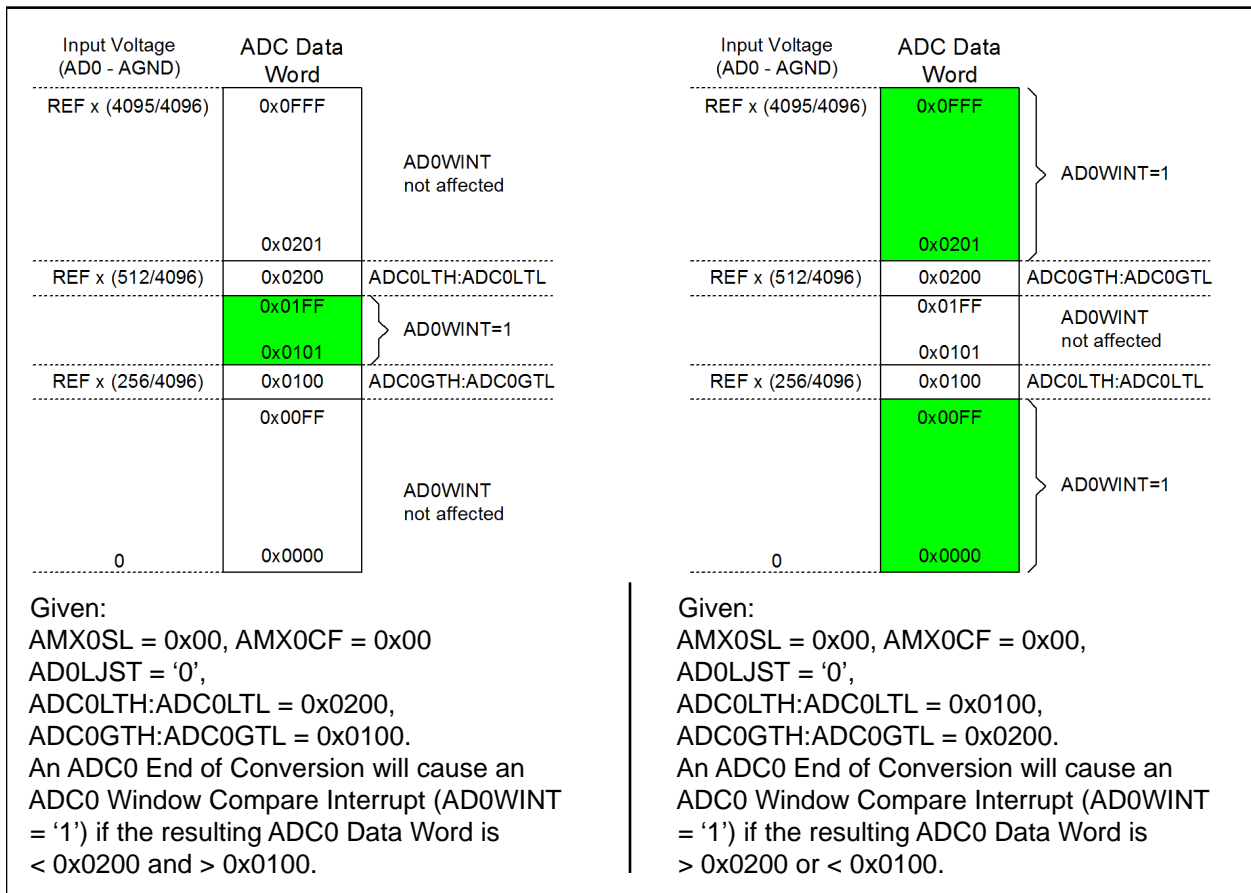 Input Voltage
(AD0 - AGND)
ADC Data
Word
REF x (4095/4096)
0x0FFF
AD0WINT
not affected
0x0201
REF x (512/4096)
0x0200
ADC0LTH:ADC0LTL
0x01FF
AD0WINT=1
0x0101
REF x (256/4096)
0x0100
ADC0GTH:ADC0GTL
0x00FF
AD0WINT
not affected
0
0x0000
Given:
AMX0SL = 0x00, AMX0CF = 0x00
AD0LJST = ‘0’,
ADC0LTH:ADC0LTL = 0x0200,
ADC0GTH:ADC0GTL = 0x0100.
An ADC0 End of Conversion will cause an
ADC0 Window Compare Interrupt (AD0WINT
= ‘1’) if the resulting ADC0 Data Word is
< 0x0200 and > 0x0100.
Input Voltage
(AD0 - AGND)
ADC Data
Word
REF x (4095/4096)
0x0FFF
AD0WINT=1
0x0201
REF x (512/4096)
0x0200
ADC0GTH:ADC0GTL
0x01FF
AD0WINT
not affected
0x0101
REF x (256/4096)
0x0100
ADC0LTH:ADC0LTL
0x00FF
AD0WINT=1
0
0x0000
Given:
AMX0SL = 0x00, AMX0CF = 0x00,
AD0LJST = ‘0’,
ADC0LTH:ADC0LTL = 0x0100,
ADC0GTH:ADC0GTL = 0x0200.
An ADC0 End of Conversion will cause an
ADC0 Window Compare Interrupt (AD0WINT
= ‘1’) if the resulting ADC0 Data Word is
> 0x0200 or < 0x0100.